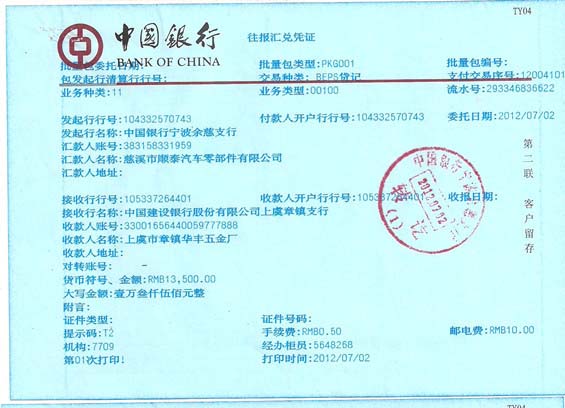 TY04
中国银行
BANK OF CHINA
往报汇兑凭证
批量包委托日期: 批量包类型:PKG001 批量包编号:
包发起行清算行行号: 交易种类: BEPS贷记 支付交易序号:12004101
业务种类:11 业务类型:00100 流水号:293346836622
发起行行号:104332570743 付款人开户行行号:104332570743 委托日期:2012/07/02
发起行行名:中国银行宁波余慈支行
汇款人账号:383158331959
汇款人名称:慈溪市顺泰汽车零部件有限公司
汇款人地址:
第二联 客户留存
接收行行号:105337264401 收款人开户行行号:105337264401 收报日期:
接收行行名:中国建设银行股份有限公司上虞章镇支行
收款人账号:33001656440059777888
收款人名称:上虞市章镇华丰五金厂
收款人地址:
对转账号: -
货币符号、金额:RMB13,500.00
大写金额:壹万叁仟伍佰元整
附言:
证件类型: 证件号码:
提示码:T2 手续费:RMB0.50 邮电费:RMB10.00
机构:7709 经办柜员:5648268
第01次打印! 打印时间:2012/07/02
2012.07.02
(1)
TY04